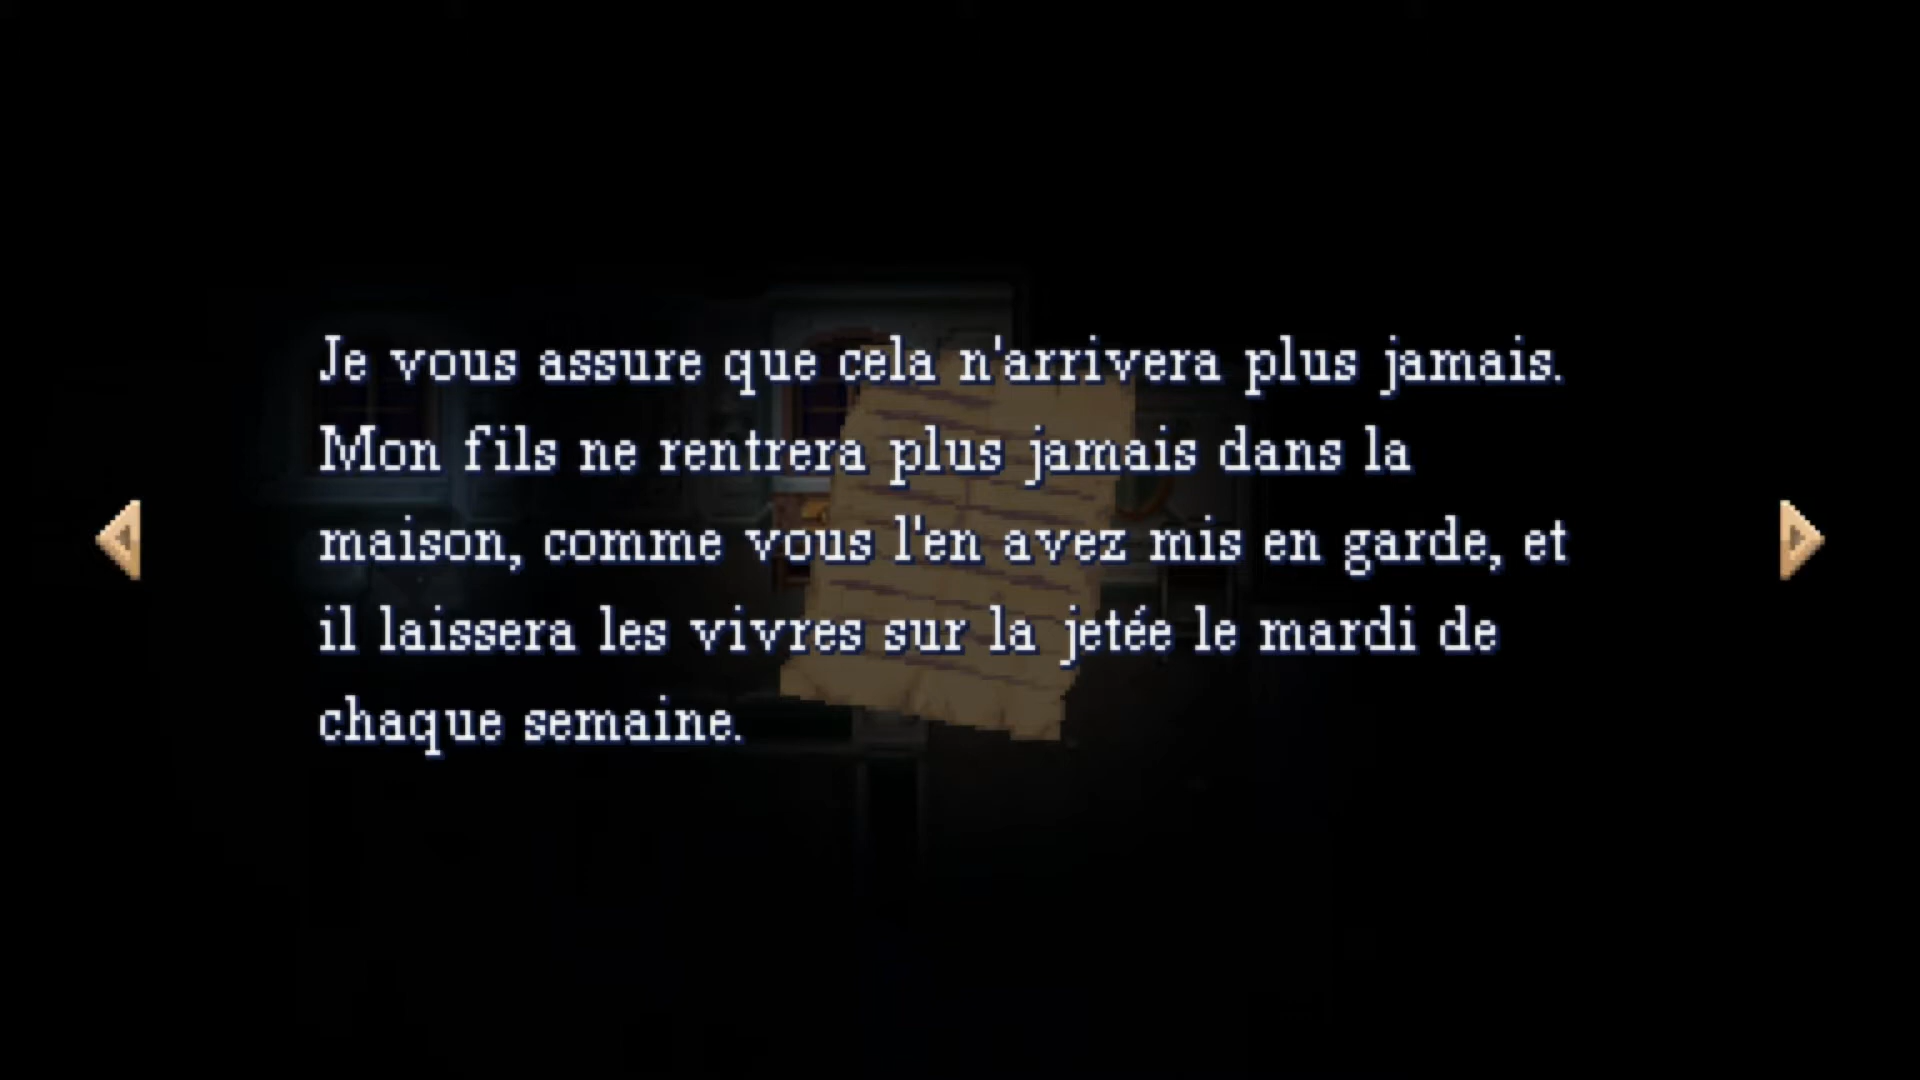 Je vous assure que cela n'arrivera plus jamais.
Mon fils ne rentrera plus jamais dans la
maison, comme vous l'en avez mis en garde, et
il laissera les vivres sur la jetée le mardi de
chaque semaine.